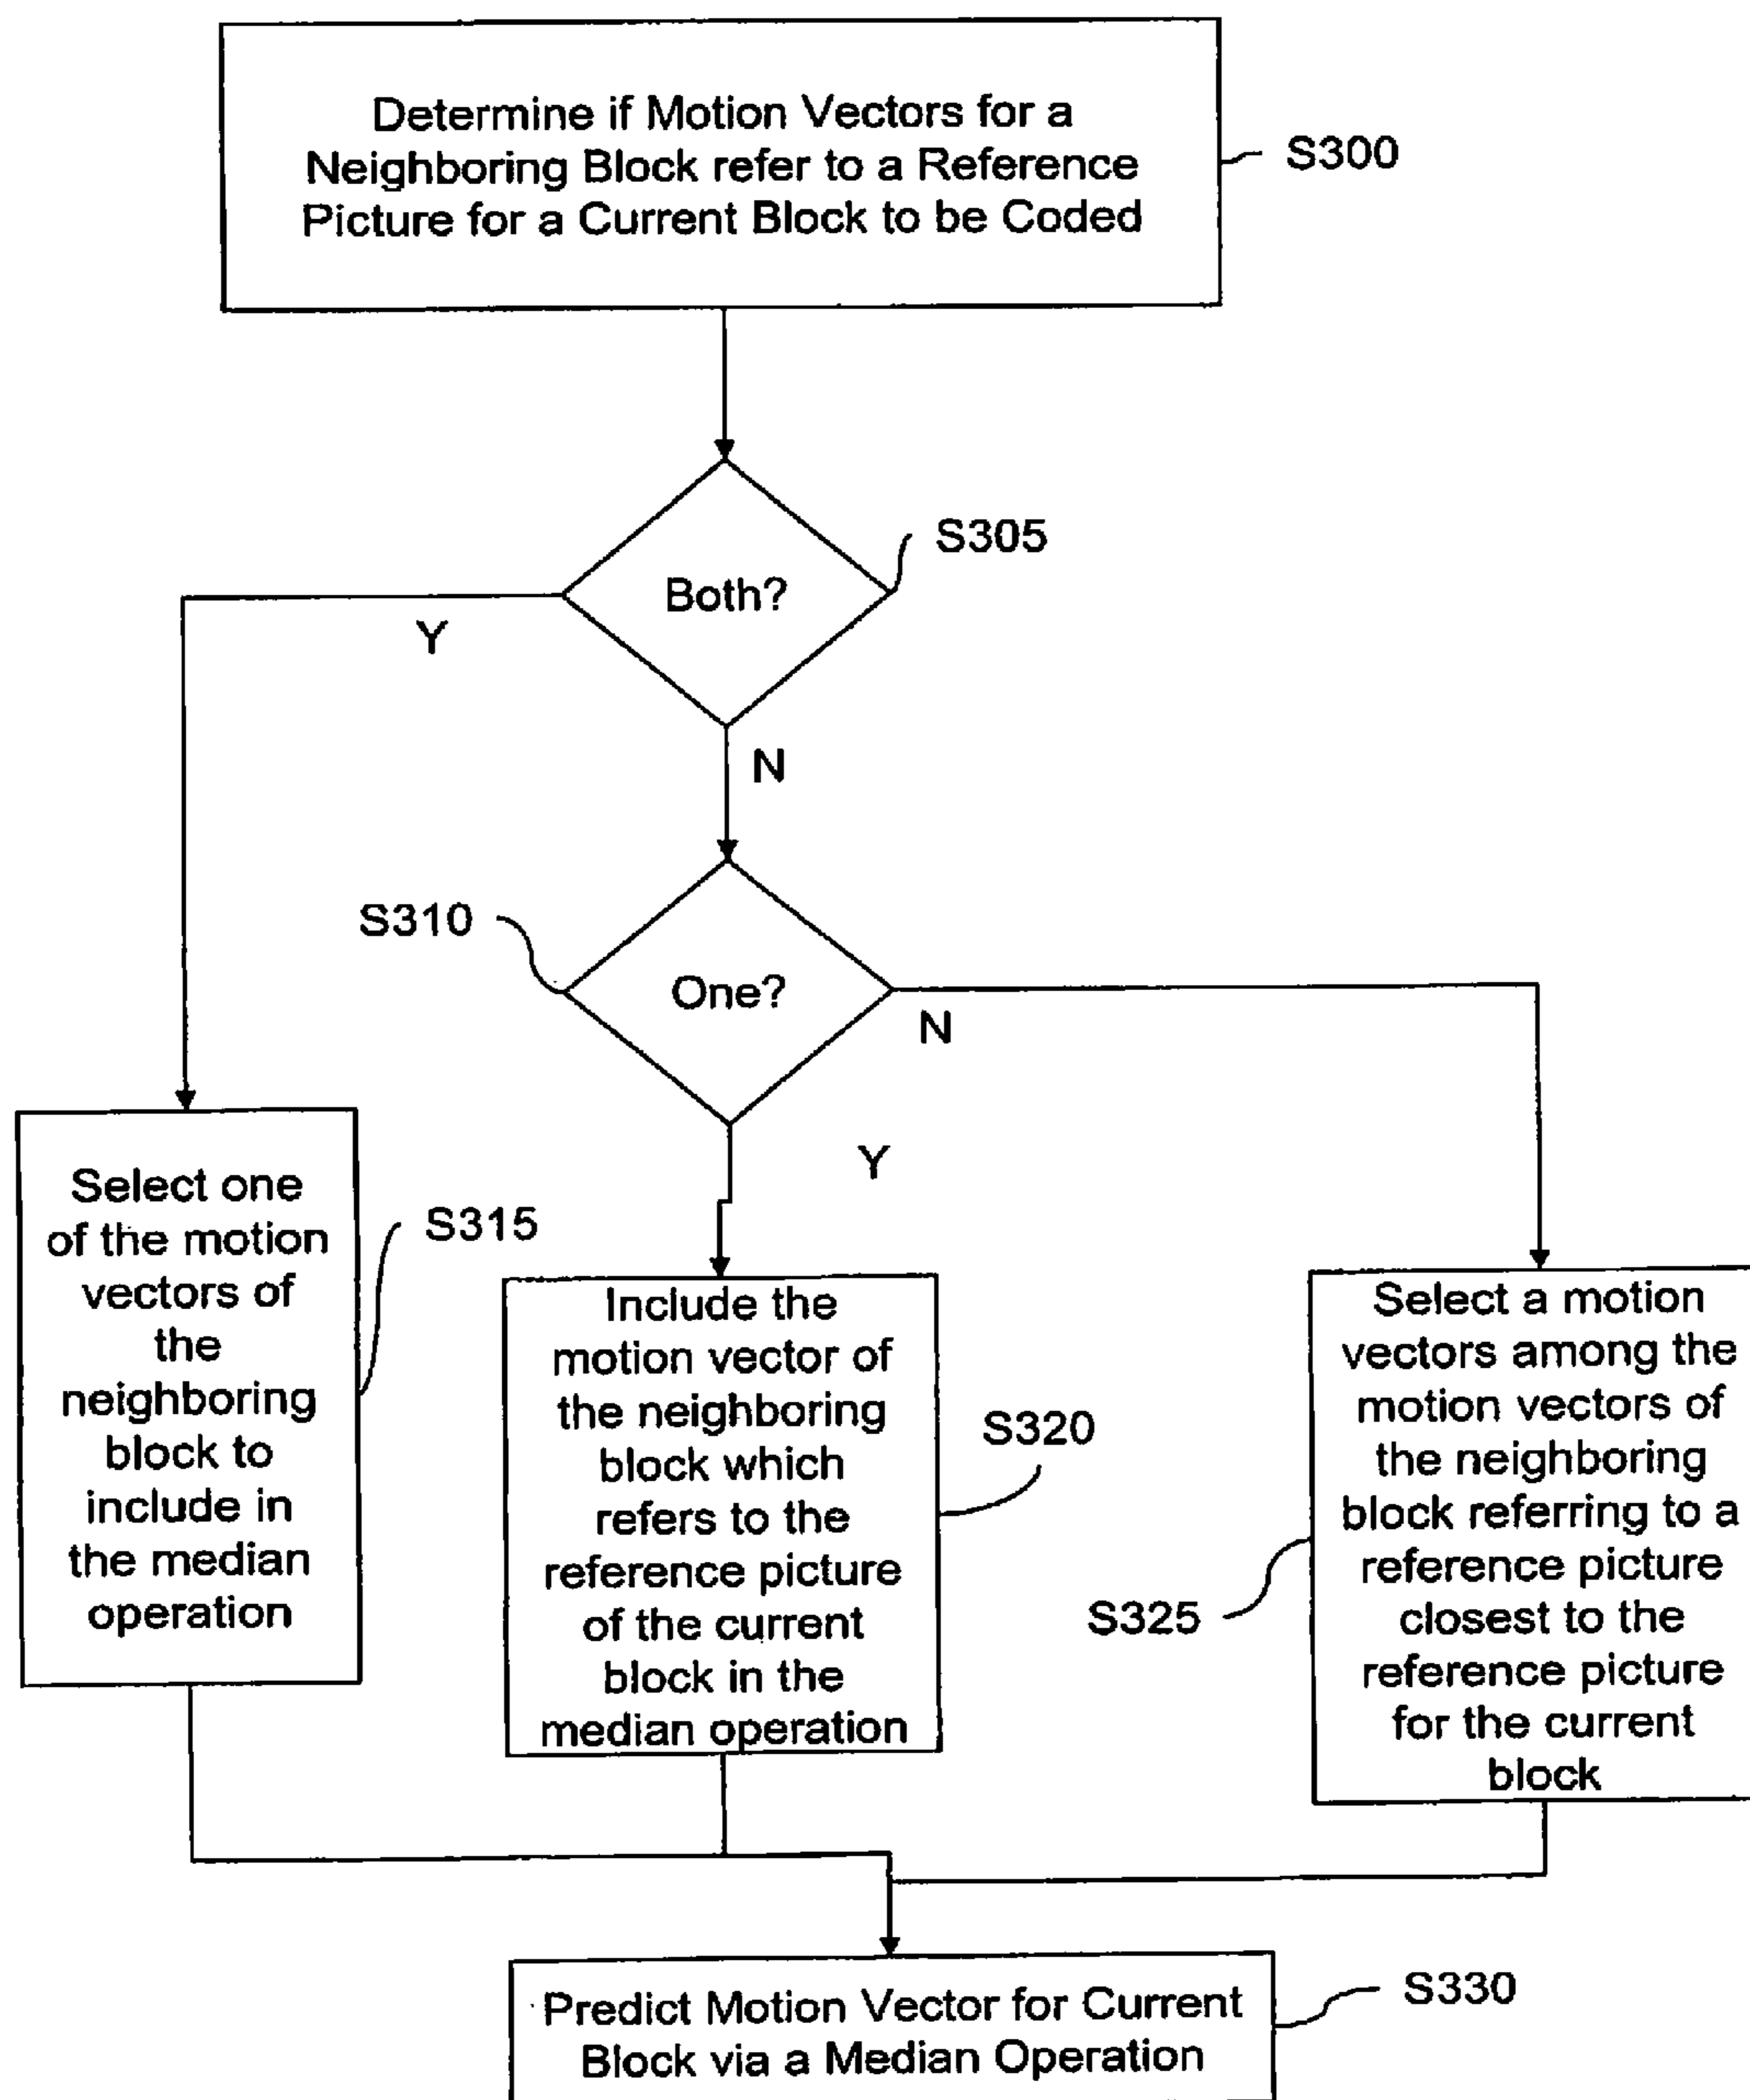 Determine if Motion Vectors for a
Neighboring Block refer to a Reference
Picture for a Current Block to be Coded
S300
S305
Both?
Y
N
S310
One?
N
Y
Select one
of the motion
vectors of
the
neighboring
block to
include in
the median
operation
S315
Include the
motion vector of
the neighboring
block which
refers to the
reference picture
of the current
block in the
median operation
S320
Select a motion
vectors among the
motion vectors of
the neighboring
block referring to a
reference picture
closest to the
reference picture
for the current
block
S325
Predict Motion Vector for Current
Block via a Median Operation
S330